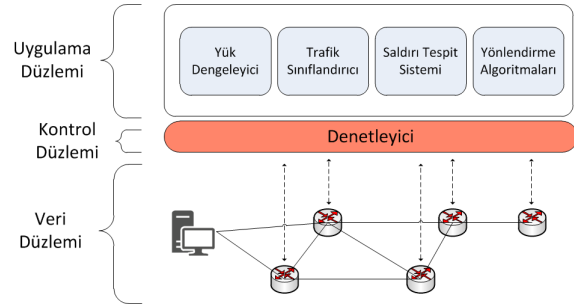 Uygulama
Düzlemi
Yük
Dengeleyici
Trafik
Sınıflandırıcı
Saldırı Tespit
Sistemi
Yönlendirme
Algoritmaları
Kontrol
Düzlemi
Denetleyici
Veri
Düzlemi